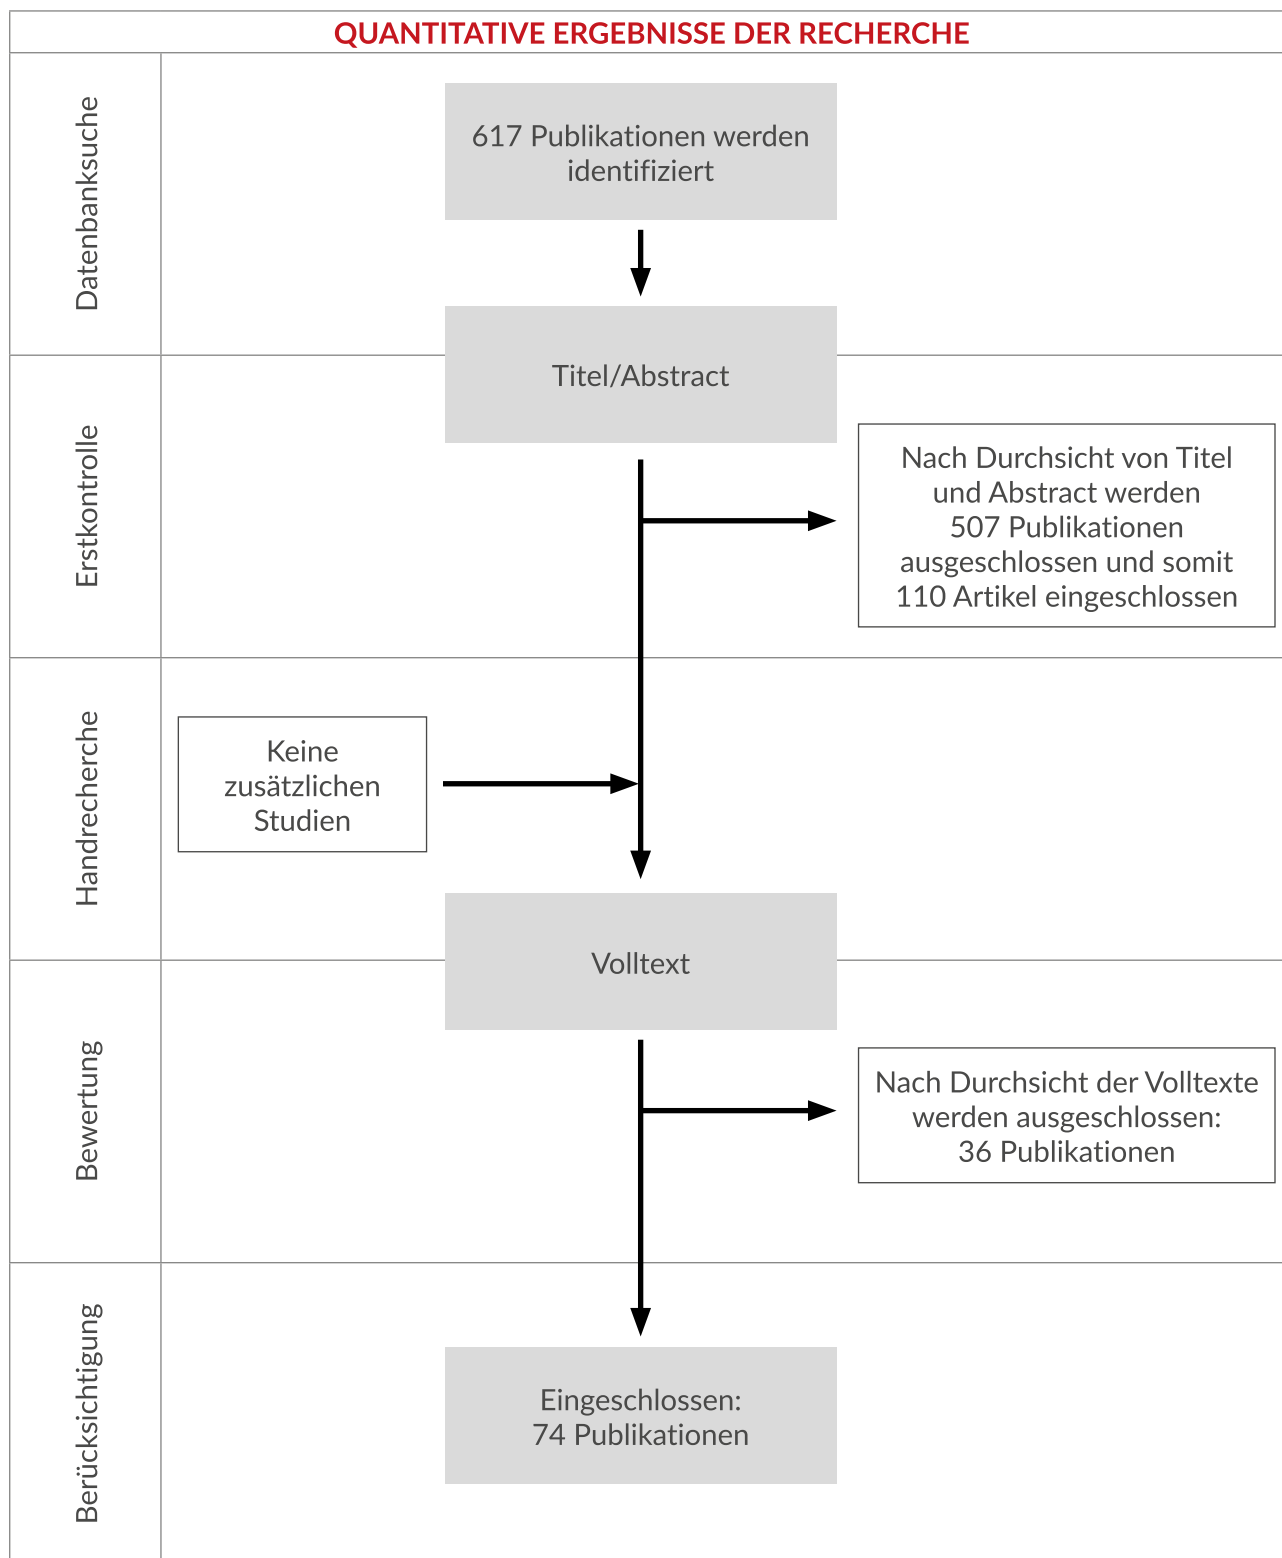 QUANTITATIVE ERGEBNISSE DER RECHERCHE
Datenbanksuche
617 Publikationen werden
identifiziert
Titel/Abstract
Erstkontrolle
Nach Durchsicht von Titel
und Abstract werden
507 Publikationen
ausgeschlossen und somit
110 Artikel eingeschlossen
Handrecherche
Keine
zusätzlichen
Studien
Volltext
Bewertung
Nach Durchsicht der Volltexte
werden ausgeschlossen:
36 Publikationen
Berücksichtigung
Eingeschlossen:
74 Publikationen